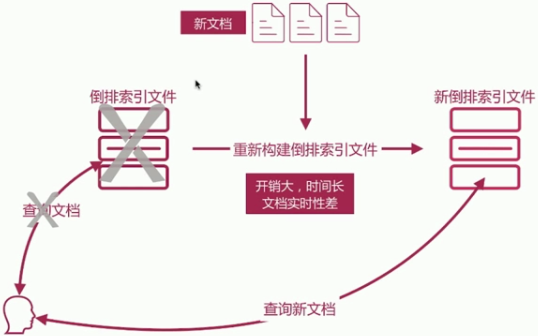 新文档
倒排索引文件
新倒排索引文件
重新构建倒排索引文件
开销大，时间长
文档实时性差
查询文档
查询新文档